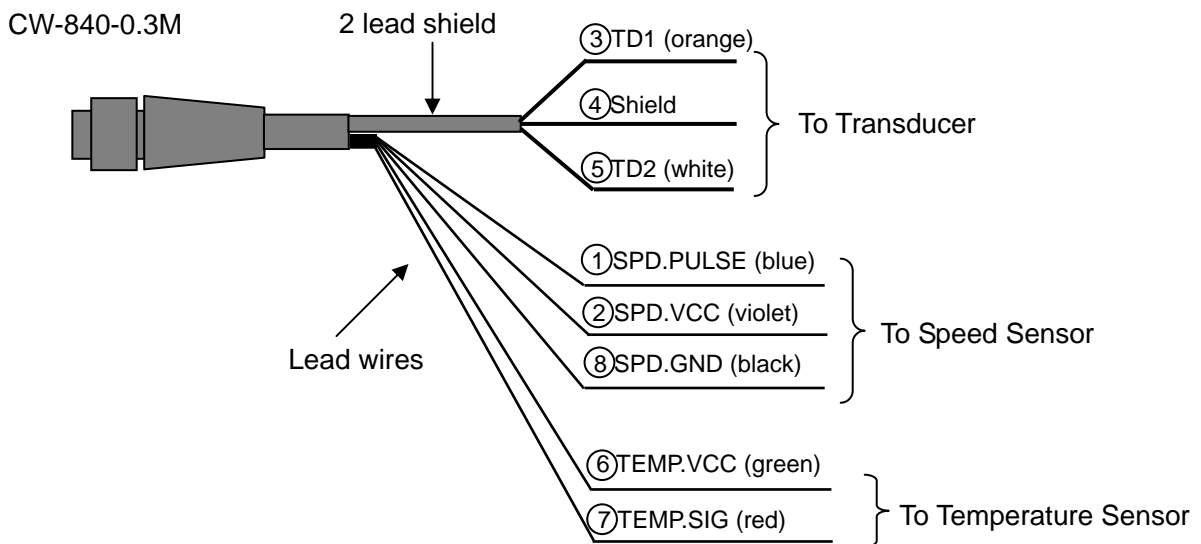 CW-840-0.3M
2 lead shield
③TD1 (orange)
④Shield
⑤TD2 (white)
To Transducer
①SPD.PULSE (blue)
②SPD.VCC (violet)
⑧SPD.GND (black)
To Speed Sensor
Lead wires
⑥TEMP.VCC (green)
⑦TEMP.SIG (red)
To Temperature Sensor